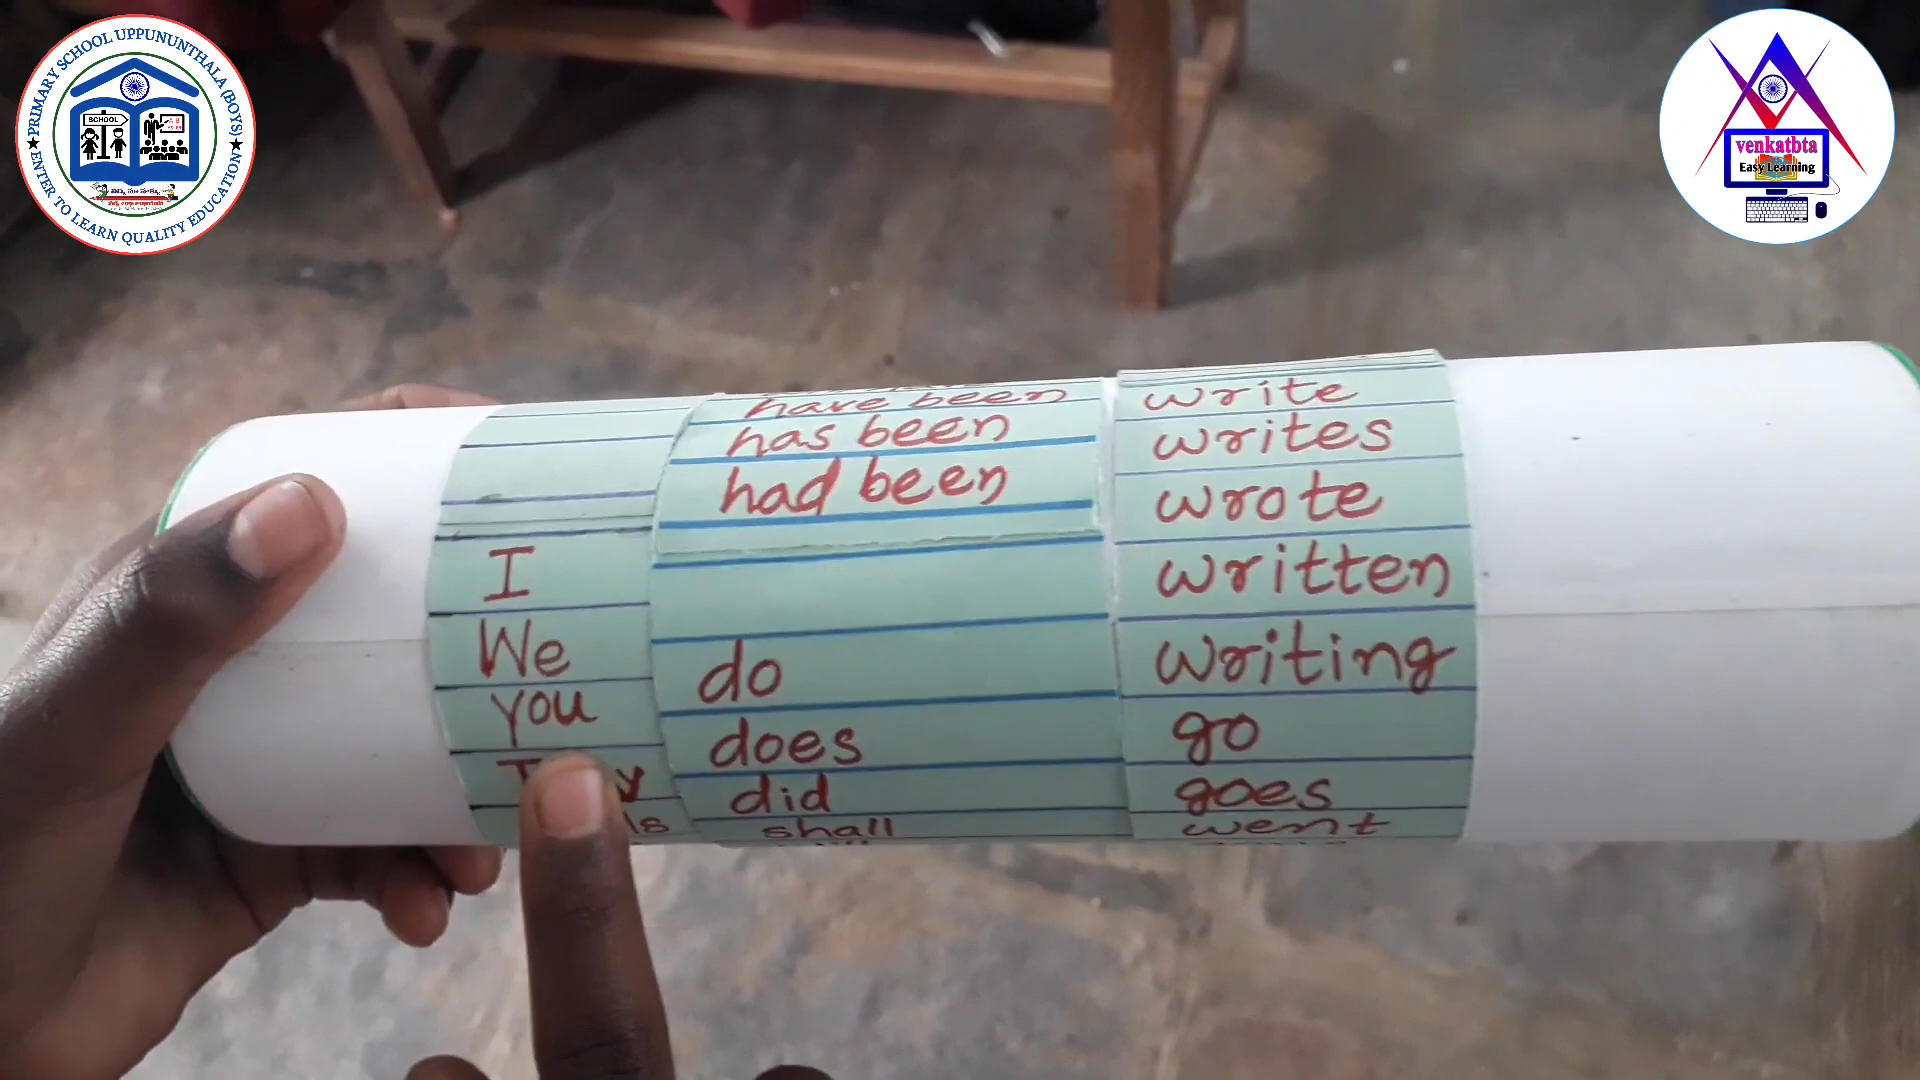 PRIMARY SCHOOL UPPUNUNTHALA (BOYS)
ENTER TO LEARN QUALITY EDUCATION
SCHOOL
venkatbta
Easy Learning
I
We
you
have been
has been
had been
do
does
did
shall
write
writes
wrote
written
writing
go
goes
went